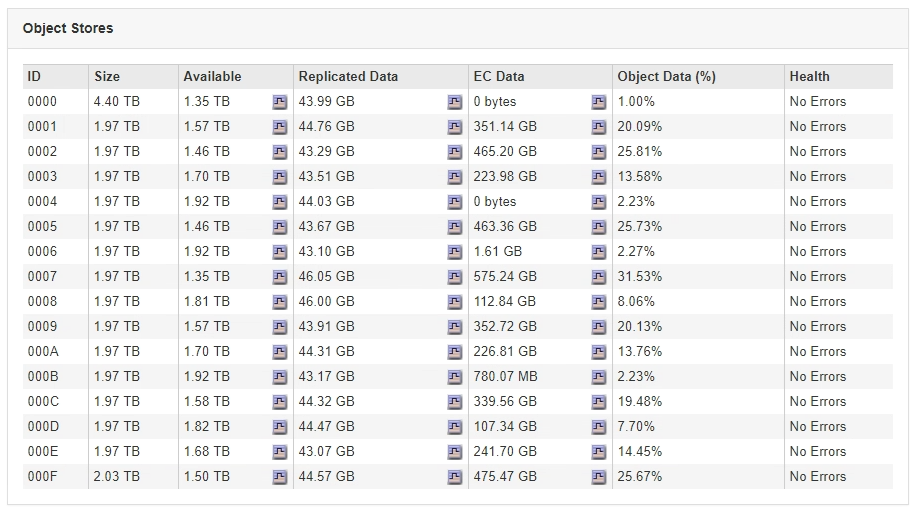 Object Stores
ID Size Available Replicated Data EC Data Object Data (%) Health
0000 4.40 TB 1.35 TB 43.99 GB 0 bytes 1.00% No Errors
0001 1.97 TB 1.57 TB 44.76 GB 351.14 GB 20.09% No Errors
0002 1.97 TB 1.46 TB 43.29 GB 465.20 GB 25.81% No Errors
0003 1.97 TB 1.70 TB 43.51 GB 223.98 GB 13.58% No Errors
0004 1.97 TB 1.92 TB 44.03 GB 0 bytes 2.23% No Errors
0005 1.97 TB 1.46 TB 43.67 GB 463.36 GB 25.73% No Errors
0006 1.97 TB 1.92 TB 43.10 GB 1.61 GB 2.27% No Errors
0007 1.97 TB 1.35 TB 46.05 GB 575.24 GB 31.53% No Errors
0008 1.97 TB 1.81 TB 46.00 GB 112.84 GB 8.06% No Errors
0009 1.97 TB 1.57 TB 43.91 GB 352.72 GB 20.13% No Errors
000A 1.97 TB 1.70 TB 44.31 GB 226.81 GB 13.76% No Errors
000B 1.97 TB 1.92 TB 43.17 GB 780.07 MB 2.23% No Errors
000C 1.97 TB 1.58 TB 44.32 GB 339.56 GB 19.48% No Errors
000D 1.97 TB 1.82 TB 44.47 GB 107.34 GB 7.70% No Errors
000E 1.97 TB 1.68 TB 43.07 GB 241.70 GB 14.45% No Errors
000F 2.03 TB 1.50 TB 44.57 GB 475.47 GB 25.67% No Errors